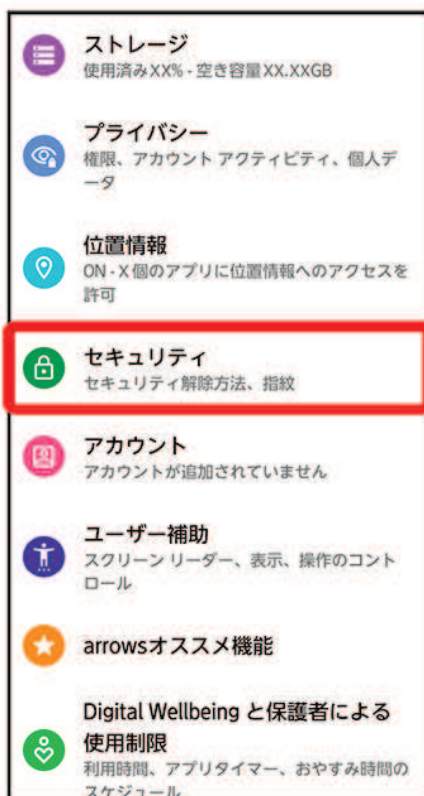 ストレージ
使用済みXX% - 空き容量XX.XXGB
プライバシー
権限、アカウント アクティビティ、個人デ
ータ
位置情報
ON - X 個のアプリに位置情報へのアクセスを
許可
セキュリティ
セキュリティ解除方法、指紋
アカウント
アカウントが追加されていません
ユーザー補助
スクリーン リーダー、表示、操作のコント
ロール
arrowsオススメ機能
Digital Wellbeing と保護者による
使用制限
利用時間、アプリタイマー、おやすみ時間の
スケジュール